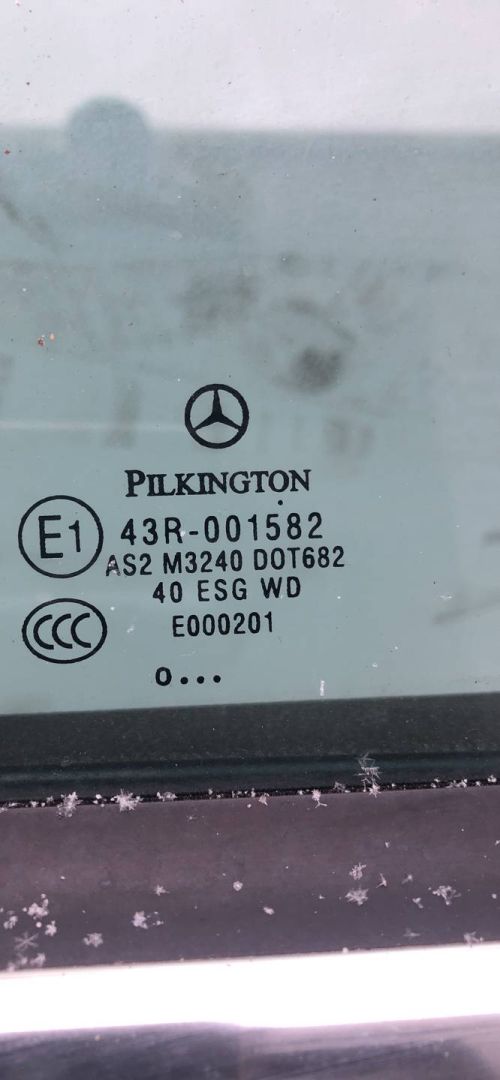 PILKINGTON
E1 43R-001582
AS2 M3240 DOT682
40 ESG WD
CCC E000201
o...